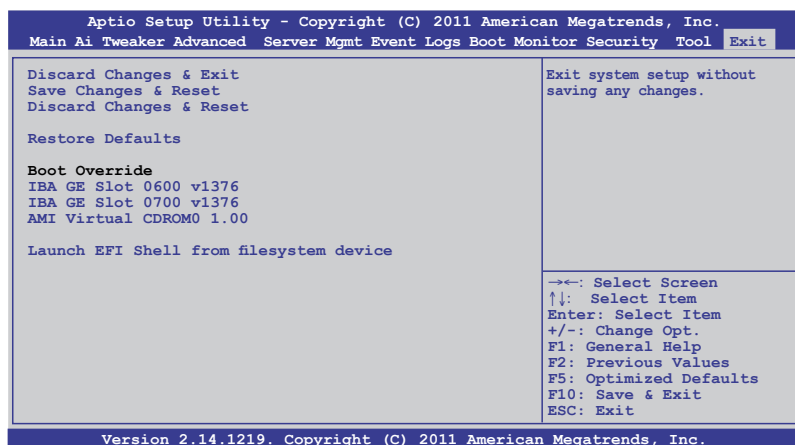 Aptio Setup Utility - Copyright (C) 2011 American Megatrends, Inc.
Main Ai Tweaker Advanced Server Mgmt Event Logs Boot Monitor Security Tool Exit
Discard Changes & Exit
Save Changes & Reset
Discard Changes & Reset
Restore Defaults
Boot Override
IBA GE Slot 0600 v1376
IBA GE Slot 0700 v1376
AMI Virtual CDROM0 1.00
Launch EFI Shell from filesystem device
Exit system setup without
saving any changes.
→←: Select Screen
↑↓: Select Item
Enter: Select Item
+/-: Change Opt.
F1: General Help
F2: Previous Values
F5: Optimized Defaults
F10: Save & Exit
ESC: Exit
Version 2.14.1219. Copyright (C) 2011 American Megatrends, Inc.